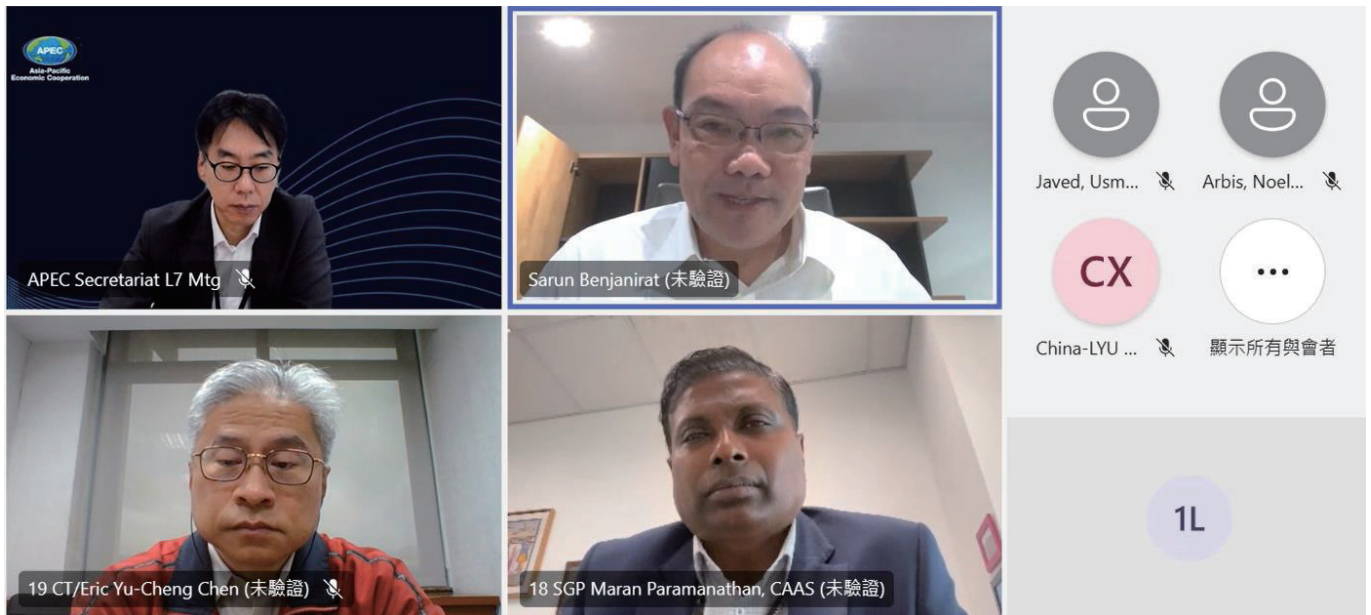 APEC
Asia-Pacific
Economic Cooperation
APEC Secretariat L7 Mtg
Sarun Benjanirat (未驗證)
Javed, Usm...
Arbis, Noel...
CX
China-LYU ...
顯示所有與會者
19 CT/Eric Yu-Cheng Chen (未驗證)
18 SGP Maran Paramanathan, CAAS (未驗證)
1L